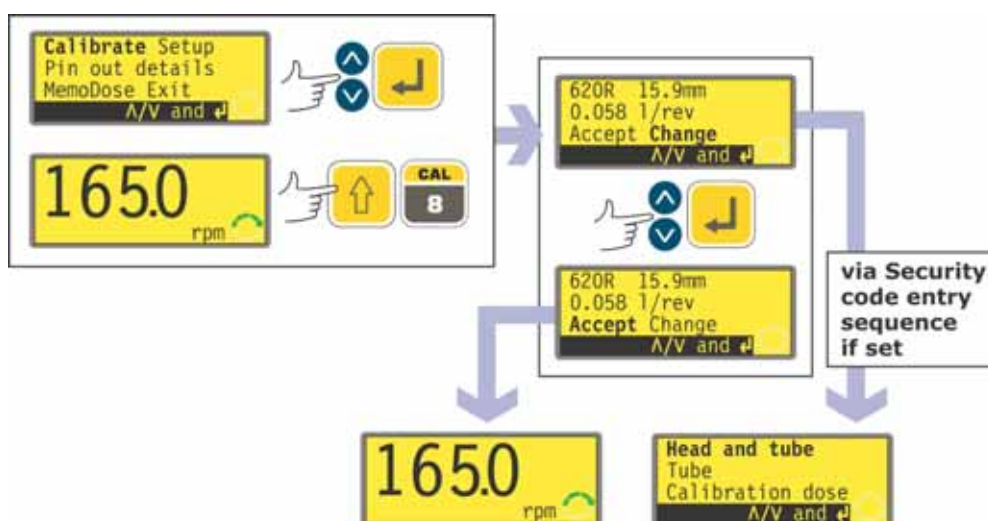 Calibrate Setup
Pin out details
MemoDose Exit
Λ/V and ↲
165.0
rpm
CAL
8
620R 15.9mm
0.058 l/rev
Accept Change
Λ/V and ↲
620R 15.9mm
0.058 l/rev
Accept Change
Λ/V and ↲
via Security
code entry
sequence
if set
165.0
rpm
Head and tube
Tube
Calibration dose
Λ/V and ↲